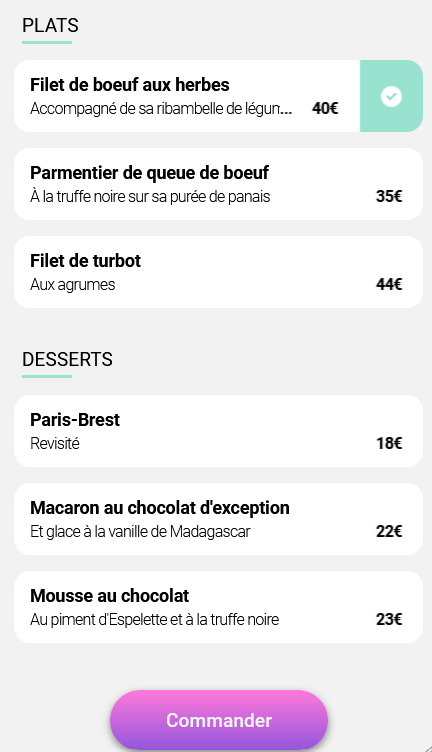 PLATS
Filet de boeuf aux herbes
Accompagné de sa ribambelle de légum... 40€
Parmentier de queue de boeuf
À la truffe noire sur sa purée de panais 35€
Filet de turbot
Aux agrumes 44€
DESSERTS
Paris-Brest
Revisité 18€
Macaron au chocolat d'exception
Et glace à la vanille de Madagascar 22€
Mousse au chocolat
Au piment d'Espelette et à la truffe noire 23€
Commander